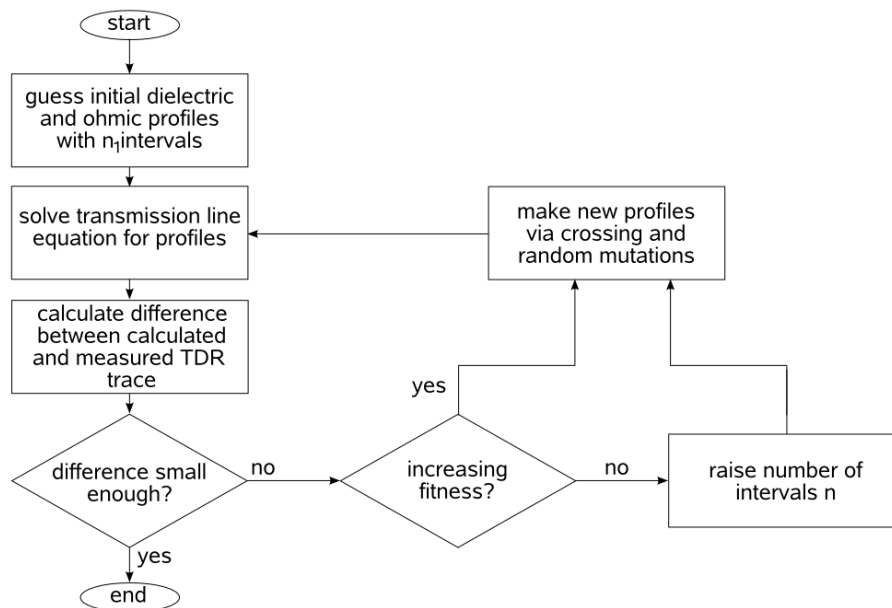 start
guess initial dielectric
and ohmic profiles
with n₁intervals
solve transmission line
equation for profiles
make new profiles
via crossing and
random mutations
calculate difference
between calculated
and measured TDR
trace
yes
difference small
enough?
no
increasing
fitness?
no
raise number of
intervals n
yes
end